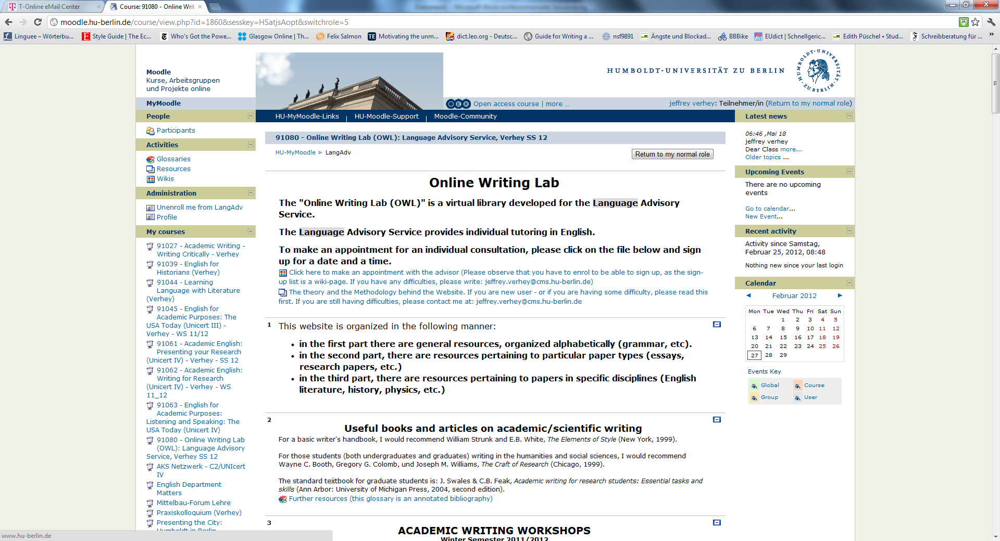 T-Online eMail Center
Course: 91080 - Online Writ
moodle.hu-berlin.de/course/view.php?id=1860&sesskey=HSatjsAopt&switchrole=5
Linguee – Wörterbu...
Style Guide | The Ec...
Who's Got the Powe...
Glasgow Online | Th...
Felix Salmon
TE Motivating the unm...
dict.leo.org - Deutsc...
Guide for Writing a ...
nsf9891
Ängste und Blockad...
BBBike
EUdict | Schnellgeric...
Edith Püschel • Stud...
Schreibberatung für ...
Moodle
Kurse, Arbeitsgruppen
und Projekte online
HUMBOLDT-UNIVERSITÄT ZU BERLIN
HUMBOLDT-UNIVERSITÄT ZU BERLIN
MyMoodle
OER Open access course | more ...
jeffrey verhey: Teilnehmer/in (Return to my normal role)
HU-MyMoodle-Links
HU-Moodle-Support
Moodle-Community
People
Participants
Activities
Glossaries
Resources
Wikis
Administration
Unenroll me from LangAdv
Profile
My courses
91027 - Academic Writing -
Writing Critically - Verhey
91039 - English for
Historians (Verhey)
91044 - Learning
Language with Literature
(Verhey)
91045 - English for
Academic Purposes: The
USA Today (Unicert III) -
Verhey - WS 11/12
91061 - Academic English:
Presenting your Research
(Unicert IV) - Verhey - SS 12
91062 - Academic English:
Writing for Research
(Unicert IV) - Verhey - WS
11_12
91063 - English for
Academic Purposes:
Listening and Speaking: The
USA Today (Unicert IV)
91080 - Online Writing Lab
(OWL): Language Advisory
Service, Verhey SS 12
AKS Netzwerk - C2/UNIcert
IV
English Department
Matters
Mittelbau-Forum Lehre
Praxiskolloquium (Verhey)
Presenting the City:
Humboldt in Berlin
www.hu-berlin.de
91080 - Online Writing Lab (OWL): Language Advisory Service, Verhey SS 12
HU-MyMoodle ► LangAdv
Return to my normal role
Online Writing Lab
The "Online Writing Lab (OWL)" is a virtual library developed for the Language Advisory
Service.
The Language Advisory Service provides individual tutoring in English.
To make an appointment for an individual consultation, please click on the file below and sign
up for a date and a time.
Click here to make an appointment with the advisor (Please observe that you have to enrol to be able to sign up, as the sign-
up list is a wiki-page. If you have any difficulties, please write: jeffrey.verhey@cms.hu-berlin.de)
The theory and the Methodology behind the Website. If you are new user - or if you are having some difficulty, please read this
first. If you are still having difficulties, please contact me at: jeffrey.verhey@cms.hu-berlin.de
1 This website is organized in the following manner:
• in the first part there are general resources, organized alphabetically (grammar, etc).
• in the second part, there are resources pertaining to particular paper types (essays,
research papers, etc.)
• in the third part, there are resources pertaining to papers in specific disciplines (English
literature, history, physics, etc.)
2
Useful books and articles on academic/scientific writing
For a basic writer's handbook, I would recommend William Strunk and E.B. White, The Elements of Style (New York, 1999).
For those students (both undergraduates and graduates) writing in the humanities and social sciences, I would recommend
Wayne C. Booth, Gregory G. Colomb, und Joseph M. Williams, The Craft of Research (Chicago, 1999).
The standard textbook for graduate students is: J. Swales & C.B. Feak, Academic writing for research students: Essential tasks and
skills (Ann Arbor: University of Michigan Press, 2004, second edition).
Further resources (this glossary is an annotated bibliography)
3
ACADEMIC WRITING WORKSHOPS
Winter Semester 2011/2012
Latest news
06:46 ,Mai 18
jeffrey verhey
Dear Class more...
Older topics ...
Upcoming Events
There are no upcoming
events
Go to calendar...
New Event...
Recent activity
Activity since Samstag,
Februar 25, 2012, 08:48
Nothing new since your last login
Calendar
◄ Februar 2012 ►
Mon Tue Wed Thu Fri Sat Sun
1 2 3 4 5
6 7 8 9 10 11 12
13 14 15 16 17 18 19
20 21 22 23 24 25 26
27 28 29
Events Key
Global Course
Group User